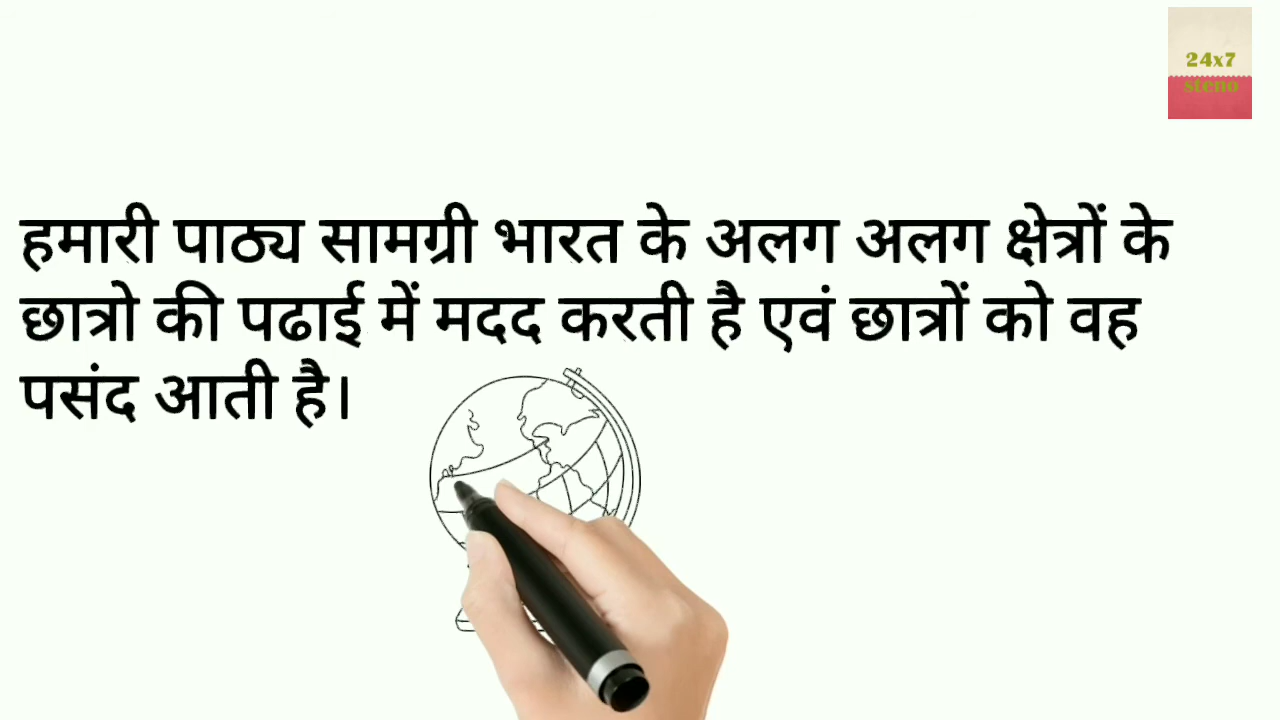 24x7
steno
हमारी पाठ्य सामग्री भारत के अलग अलग क्षेत्रों के
छात्रो की पढाई में मदद करती है एवं छात्रों को वह
पसंद आती है।